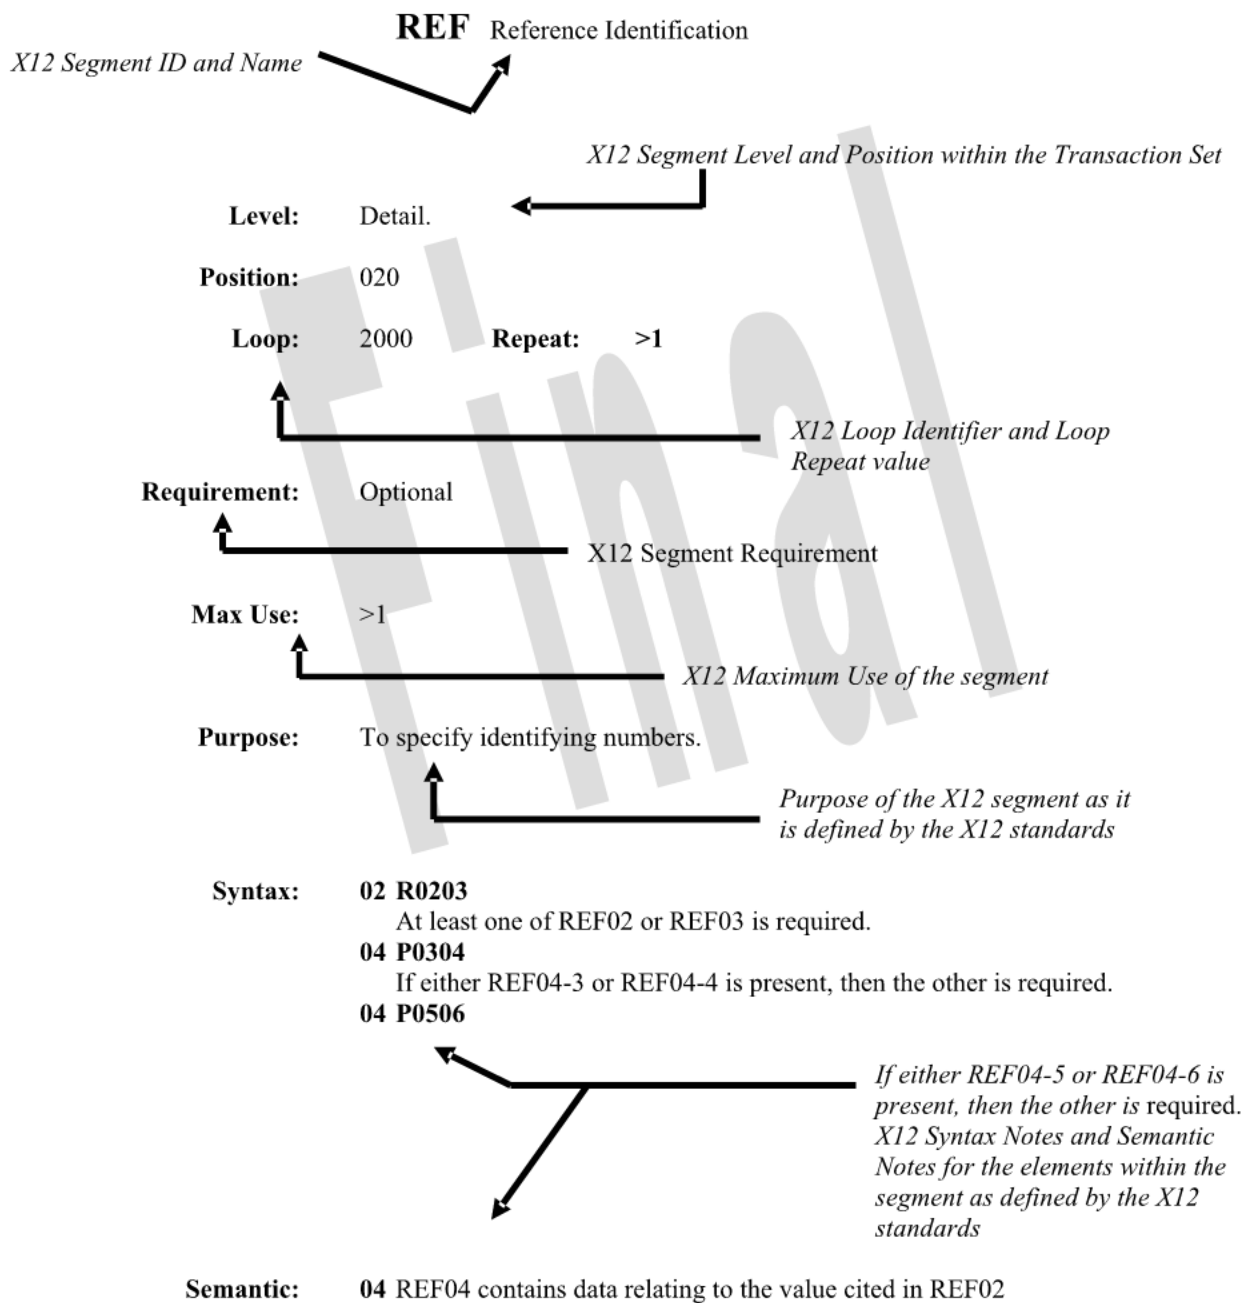 REF Reference Identification
X12 Segment ID and Name
X12 Segment Level and Position within the Transaction Set
Level: Detail.
Position: 020
Loop: 2000 Repeat: >1
X12 Loop Identifier and Loop
Repeat value
Requirement: Optional
X12 Segment Requirement
Max Use: >1
X12 Maximum Use of the segment
Purpose: To specify identifying numbers.
Purpose of the X12 segment as it
is defined by the X12 standards
Syntax: 02 R0203
At least one of REF02 or REF03 is required.
04 P0304
If either REF04-3 or REF04-4 is present, then the other is required.
04 P0506
If either REF04-5 or REF04-6 is
present, then the other is required.
X12 Syntax Notes and Semantic
Notes for the elements within the
segment as defined by the X12
standards
Semantic: 04 REF04 contains data relating to the value cited in REF02
Final